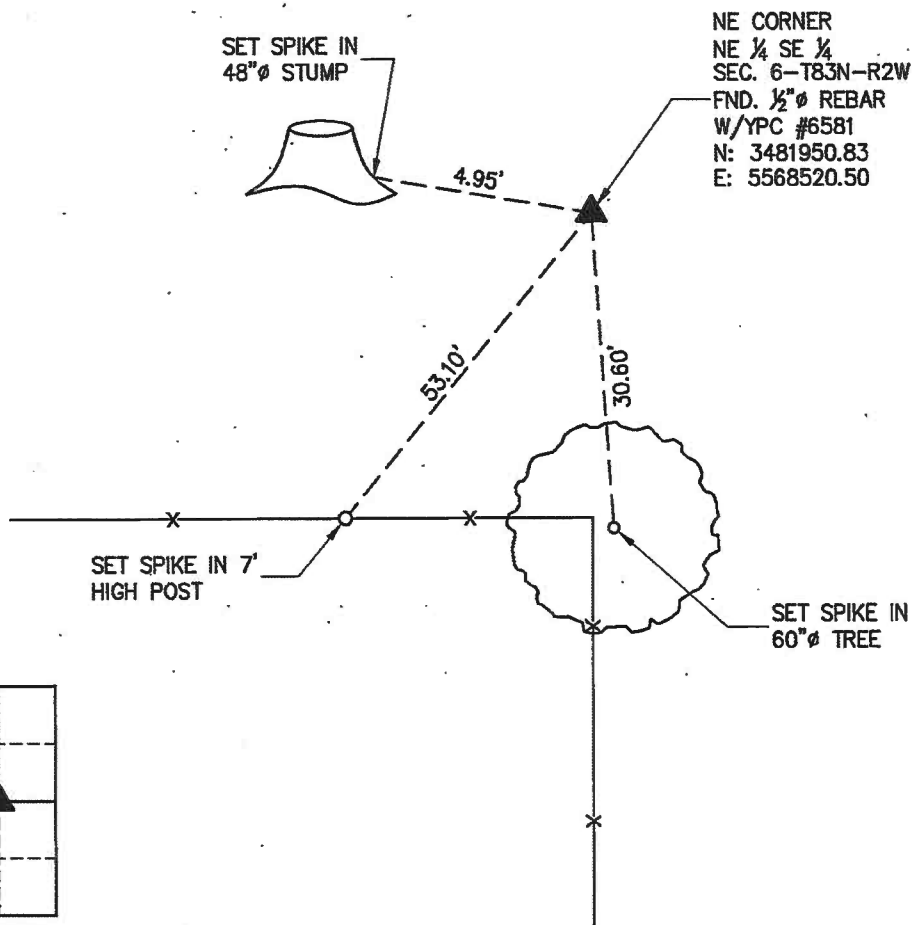 SET SPIKE IN
48"⌀ STUMP
NE CORNER
NE ¼ SE ¼
SEC. 6-T83N-R2W
FND. ½"⌀ REBAR
W/YPC #6581
N: 3481950.83
E: 5568520.50
4.95'
53.10'
30.60'
SET SPIKE IN 7'
HIGH POST
SET SPIKE IN
60"⌀ TREE